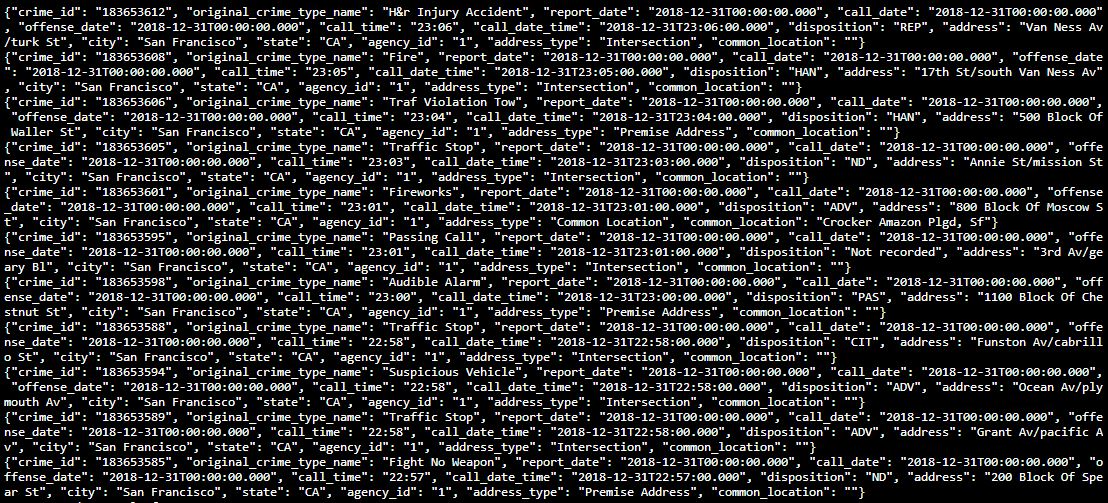 {"crime_id": "183653612", "original_crime_type_name": "H&r Injury Accident", "report_date": "2018-12-31T00:00:00.000", "call_date": "2018-12-31T00:00:00.000"
, "offense_date": "2018-12-31T00:00:00.000", "call_time": "23:06", "call_date_time": "2018-12-31T23:06:00.000", "disposition": "REP", "address": "Van Ness Av
/turk St", "city": "San Francisco", "state": "CA", "agency_id": "1", "address_type": "Intersection", "common_location": ""}
{"crime_id": "183653608", "original_crime_type_name": "Fire", "report_date": "2018-12-31T00:00:00.000", "call_date": "2018-12-31T00:00:00.000", "offense_date
": "2018-12-31T00:00:00.000", "call_time": "23:05", "call_date_time": "2018-12-31T23:05:00.000", "disposition": "HAN", "address": "17th St/south Van Ness Av"
, "city": "San Francisco", "state": "CA", "agency_id": "1", "address_type": "Intersection", "common_location": ""}
{"crime_id": "183653606", "original_crime_type_name": "Traf Violation Tow", "report_date": "2018-12-31T00:00:00.000", "call_date": "2018-12-31T00:00:00.000",
"offense_date": "2018-12-31T00:00:00.000", "call_time": "23:04", "call_date_time": "2018-12-31T23:04:00.000", "disposition": "HAN", "address": "500 Block Of
Waller St", "city": "San Francisco", "state": "CA", "agency_id": "1", "address_type": "Premise Address", "common_location": ""}
{"crime_id": "183653605", "original_crime_type_name": "Traffic Stop", "report_date": "2018-12-31T00:00:00.000", "call_date": "2018-12-31T00:00:00.000", "offe
nse_date": "2018-12-31T00:00:00.000", "call_time": "23:03", "call_date_time": "2018-12-31T23:03:00.000", "disposition": "ND", "address": "Annie St/mission St
", "city": "San Francisco", "state": "CA", "agency_id": "1", "address_type": "Intersection", "common_location": ""}
{"crime_id": "183653601", "original_crime_type_name": "Fireworks", "report_date": "2018-12-31T00:00:00.000", "call_date": "2018-12-31T00:00:00.000", "offense
_date": "2018-12-31T00:00:00.000", "call_time": "23:01", "call_date_time": "2018-12-31T23:01:00.000", "disposition": "ADV", "address": "800 Block Of Moscow S
t", "city": "San Francisco", "state": "CA", "agency_id": "1", "address_type": "Common Location", "common_location": "Crocker Amazon Plgd, Sf"}
{"crime_id": "183653595", "original_crime_type_name": "Passing Call", "report_date": "2018-12-31T00:00:00.000", "call_date": "2018-12-31T00:00:00.000", "offe
nse_date": "2018-12-31T00:00:00.000", "call_time": "23:01", "call_date_time": "2018-12-31T23:01:00.000", "disposition": "Not recorded", "address": "3rd Av/ge
ary Bl", "city": "San Francisco", "state": "CA", "agency_id": "1", "address_type": "Intersection", "common_location": ""}
{"crime_id": "183653598", "original_crime_type_name": "Audible Alarm", "report_date": "2018-12-31T00:00:00.000", "call_date": "2018-12-31T00:00:00.000", "off
ense_date": "2018-12-31T00:00:00.000", "call_time": "23:00", "call_date_time": "2018-12-31T23:00:00.000", "disposition": "PAS", "address": "1100 Block Of Che
stnut St", "city": "San Francisco", "state": "CA", "agency_id": "1", "address_type": "Premise Address", "common_location": ""}
{"crime_id": "183653588", "original_crime_type_name": "Traffic Stop", "report_date": "2018-12-31T00:00:00.000", "call_date": "2018-12-31T00:00:00.000", "offe
nse_date": "2018-12-31T00:00:00.000", "call_time": "22:58", "call_date_time": "2018-12-31T22:58:00.000", "disposition": "CIT", "address": "Funston Av/cabrill
o St", "city": "San Francisco", "state": "CA", "agency_id": "1", "address_type": "Intersection", "common_location": ""}
{"crime_id": "183653594", "original_crime_type_name": "Suspicious Vehicle", "report_date": "2018-12-31T00:00:00.000", "call_date": "2018-12-31T00:00:00.000",
"offense_date": "2018-12-31T00:00:00.000", "call_time": "22:58", "call_date_time": "2018-12-31T22:58:00.000", "disposition": "ADV", "address": "Ocean Av/ply
mouth Av", "city": "San Francisco", "state": "CA", "agency_id": "1", "address_type": "Intersection", "common_location": ""}
{"crime_id": "183653589", "original_crime_type_name": "Traffic Stop", "report_date": "2018-12-31T00:00:00.000", "call_date": "2018-12-31T00:00:00.000", "offe
nse_date": "2018-12-31T00:00:00.000", "call_time": "22:58", "call_date_time": "2018-12-31T22:58:00.000", "disposition": "ADV", "address": "Grant Av/pacific A
v", "city": "San Francisco", "state": "CA", "agency_id": "1", "address_type": "Intersection", "common_location": ""}
{"crime_id": "183653585", "original_crime_type_name": "Fight No Weapon", "report_date": "2018-12-31T00:00:00.000", "call_date": "2018-12-31T00:00:00.000", "o
ffense_date": "2018-12-31T00:00:00.000", "call_time": "22:57", "call_date_time": "2018-12-31T22:57:00.000", "disposition": "ND", "address": "200 Block Of Spe
ar St", "city": "San Francisco", "state": "CA", "agency_id": "1", "address_type": "Premise Address", "common_location": ""}